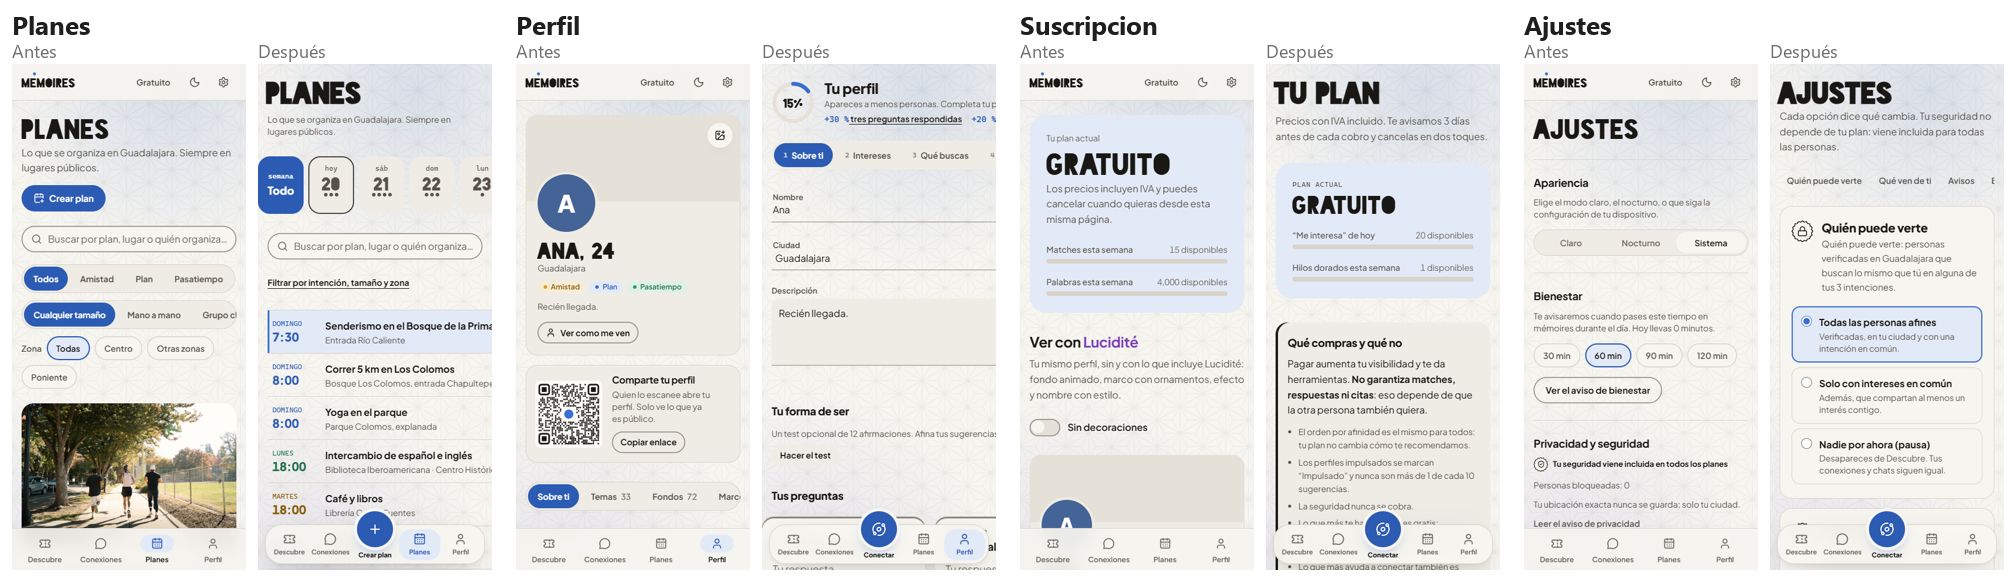 Planes
Antes
MEMOIRES
Gratuito
PLANES
Lo que se organiza en Guadalajara. Siempre en
lugares públicos.
Crear plan
Buscar por plan, lugar o quién organiza...
Todos Amistad Plan Pasatiempo
Cualquier tamaño Mano a mano Grupo c
Zona Todas Centro Otras zonas
Poniente
Descubre Conexiones Planes Perfil
Después
PLANES
Lo que se organiza en Guadalajara. Siempre en
lugares públicos.
semana Todo
hoy 20
sáb 21
dom 22
lun 23
Buscar por plan, lugar o quién organiza...
Filtrar por intención, tamaño y zona
DOMINGO
7:30
Senderismo en el Bosque de la Prima
Entrada Río Caliente
DOMINGO
8:00
Correr 5 km en Los Colomos
Bosque Los Colomos, entrada Chapultepe
DOMINGO
8:00
Yoga en el parque
Parque Colomos, explanada
LUNES
18:00
Intercambio de español e inglés
Biblioteca Iberoamericana · Centro Históri
MARTES
18:00
Café y libros
Descubre Conexiones Crear plan Planes Perfil
Perfil
Antes
MEMOIRES
Gratuito
A
ANA, 24
Guadalajara
Amistad Plan Pasatiempo
Recién llegada.
Ver como me ven
Comparte tu perfil
Quien lo escanee abre tu
perfil. Solo ve lo que ya
es público.
Copiar enlace
Sobre ti Temas 33 Fondos 72 Marc
Descubre Conexiones Planes Perfil
Después
15%
Tu perfil
Apareces a menos personas. Completa tu p
+30 % tres preguntas respondidas +20 %
1 Sobre ti 2 Intereses 3 Qué buscas
Nombre
Ana
Ciudad
Guadalajara
Descripción
Recién llegada.
Tu forma de ser
Un test opcional de 12 afirmaciones. Afina tus sugerencias
Hacer el test
Tus preguntas
Descubre Conexiones Conectar Planes Perfil
Suscripcion
Antes
MEMOIRES
Gratuito
Tu plan actual
GRATUITO
Los precios incluyen IVA y puedes
cancelar cuando quieras desde esta
misma página.
Matches esta semana 15 disponibles
Palabras esta semana 4,000 disponibles
Ver con Lucidité
Tu mismo perfil, sin y con lo que incluye Lucidité:
fondo animado, marco con ornamentos, efecto
y nombre con estilo.
Sin decoraciones
A
Descubre Conexiones Planes Perfil
Después
TU PLAN
Precios con IVA incluido. Te avisamos 3 días
antes de cada cobro y cancelas en dos toques.
PLAN ACTUAL
GRATUITO
"Me interesa" de hoy 20 disponibles
Hilos dorados esta semana 1 disponibles
Qué compras y qué no
Pagar aumenta tu visibilidad y te da
herramientas. No garantiza matches,
respuestas ni citas: eso depende de que
la otra persona también quiera.
• El orden por afinidad es el mismo para todos:
tu plan no cambia cómo te recomendamos.
• Los perfiles impulsados se marcan
"Impulsado" y nunca son más de 1 de cada 10
sugerencias.
• La seguridad nunca se cobra.
Descubre Conexiones Conectar Planes Perfil
Ajustes
Antes
MEMOIRES
Gratuito
AJUSTES
Apariencia
Elige el modo claro, el nocturno, o que siga la
configuración de tu dispositivo.
Claro Nocturno Sistema
Bienestar
Te avisaremos cuando pases este tiempo en
mémoires durante el día. Hoy llevas 0 minutos.
30 min 60 min 90 min 120 min
Ver el aviso de bienestar
Privacidad y seguridad
Tu seguridad viene incluida en todos los planes
Personas bloqueadas: 0
Tu ubicación exacta nunca se guarda: solo tu ciudad.
Leer el aviso de privacidad
Descubre Conexiones Planes Perfil
Después
AJUSTES
Cada opción dice qué cambia. Tu seguridad no
depende de tu plan: viene incluida para todas
las personas.
Quién puede verte Qué ven de ti Avisos
Quién puede verte
Quién puede verte: personas
verificadas en Guadalajara que
buscan lo mismo que tú en alguna de
tus 3 intenciones.
Todas las personas afines
Verificadas, en tu ciudad y con una
intención en común.
Solo con intereses en común
Además, que compartan al menos un
interés contigo.
Nadie por ahora (pausa)
Desapareces de Descubre. Tus
conexiones y chats siguen igual.
Descubre Conexiones Conectar Planes Perfil